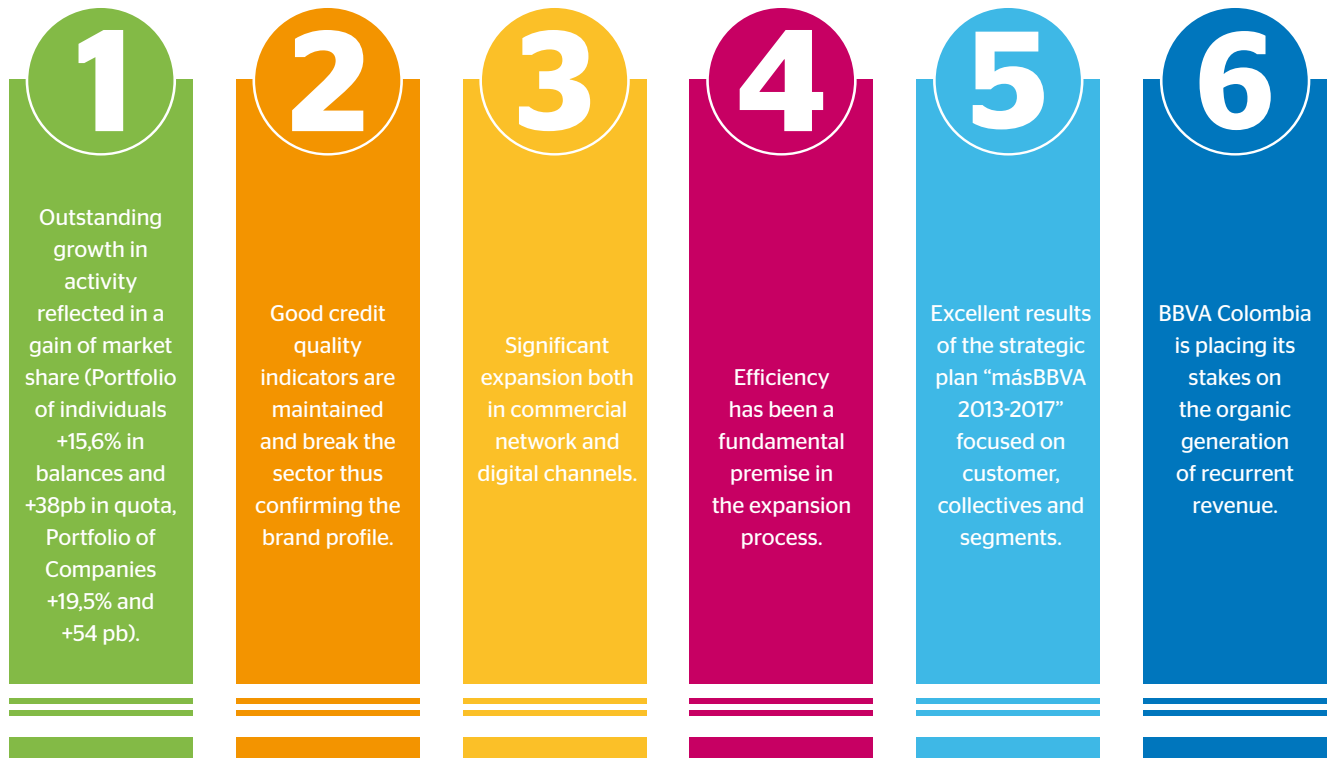 1
Outstanding
growth in
activity
reflected in a
gain of market
share (Portfolio
of individuals
+15,6% in
balances and
+38pb in quota,
Portfolio of
Companies
+19,5% and
+54 pb).
2
Good credit
quality
indicators are
maintained
and break the
sector thus
confirming the
brand profile.
3
Significant
expansion both
in commercial
network and
digital channels.
4
Efficiency
has been a
fundamental
premise in
the expansion
process.
5
Excellent results
of the strategic
plan “másBBVA
2013-2017”
focused on
customer,
collectives and
segments.
6
BBVA Colombia
is placing its
stakes on
the organic
generation
of recurrent
revenue.